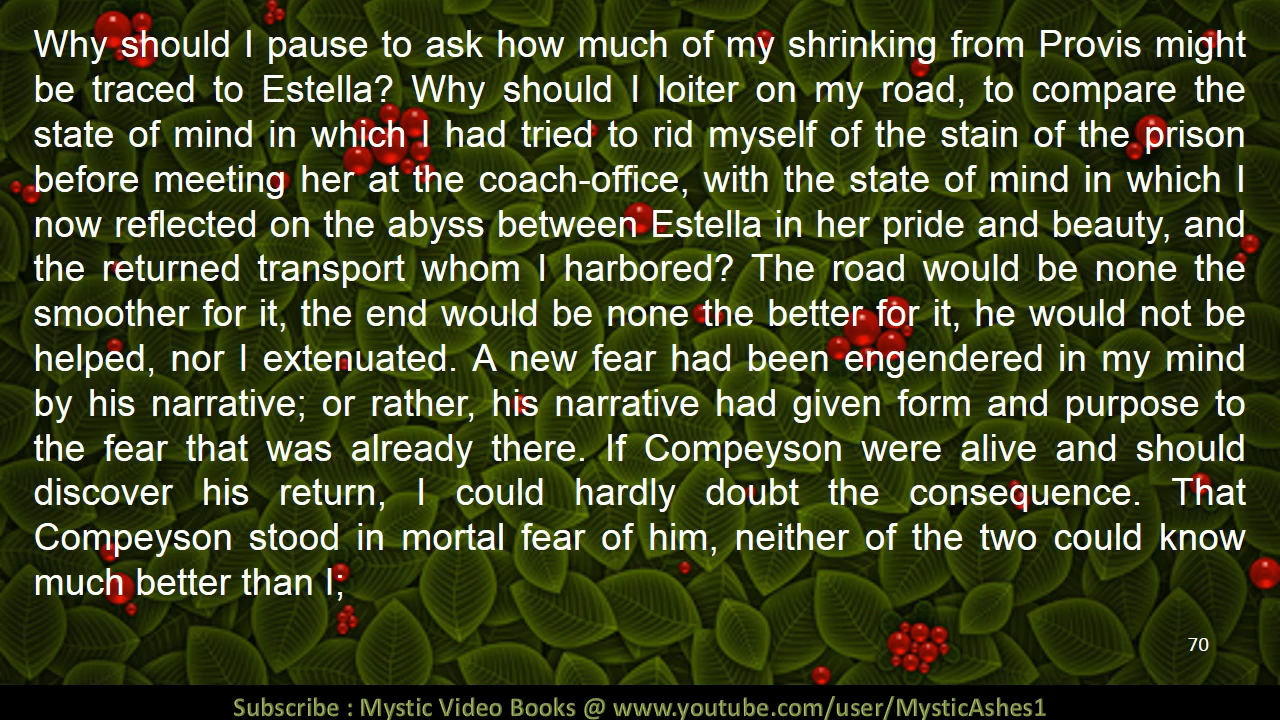 Why should I pause to ask how much of my shrinking from Provis might
be traced to Estella? Why should I loiter on my road, to compare the
state of mind in which I had tried to rid myself of the stain of the prison
before meeting her at the coach-office, with the state of mind in which I
now reflected on the abyss between Estella in her pride and beauty, and
the returned transport whom I harbored? The road would be none the
smoother for it, the end would be none the better for it, he would not be
helped, nor I extenuated. A new fear had been engendered in my mind
by his narrative; or rather, his narrative had given form and purpose to
the fear that was already there. If Compeyson were alive and should
discover his return, I could hardly doubt the consequence. That
Compeyson stood in mortal fear of him, neither of the two could know
much better than I;
70
Subscribe : Mystic Video Books @ www.youtube.com/user/MysticAshes1